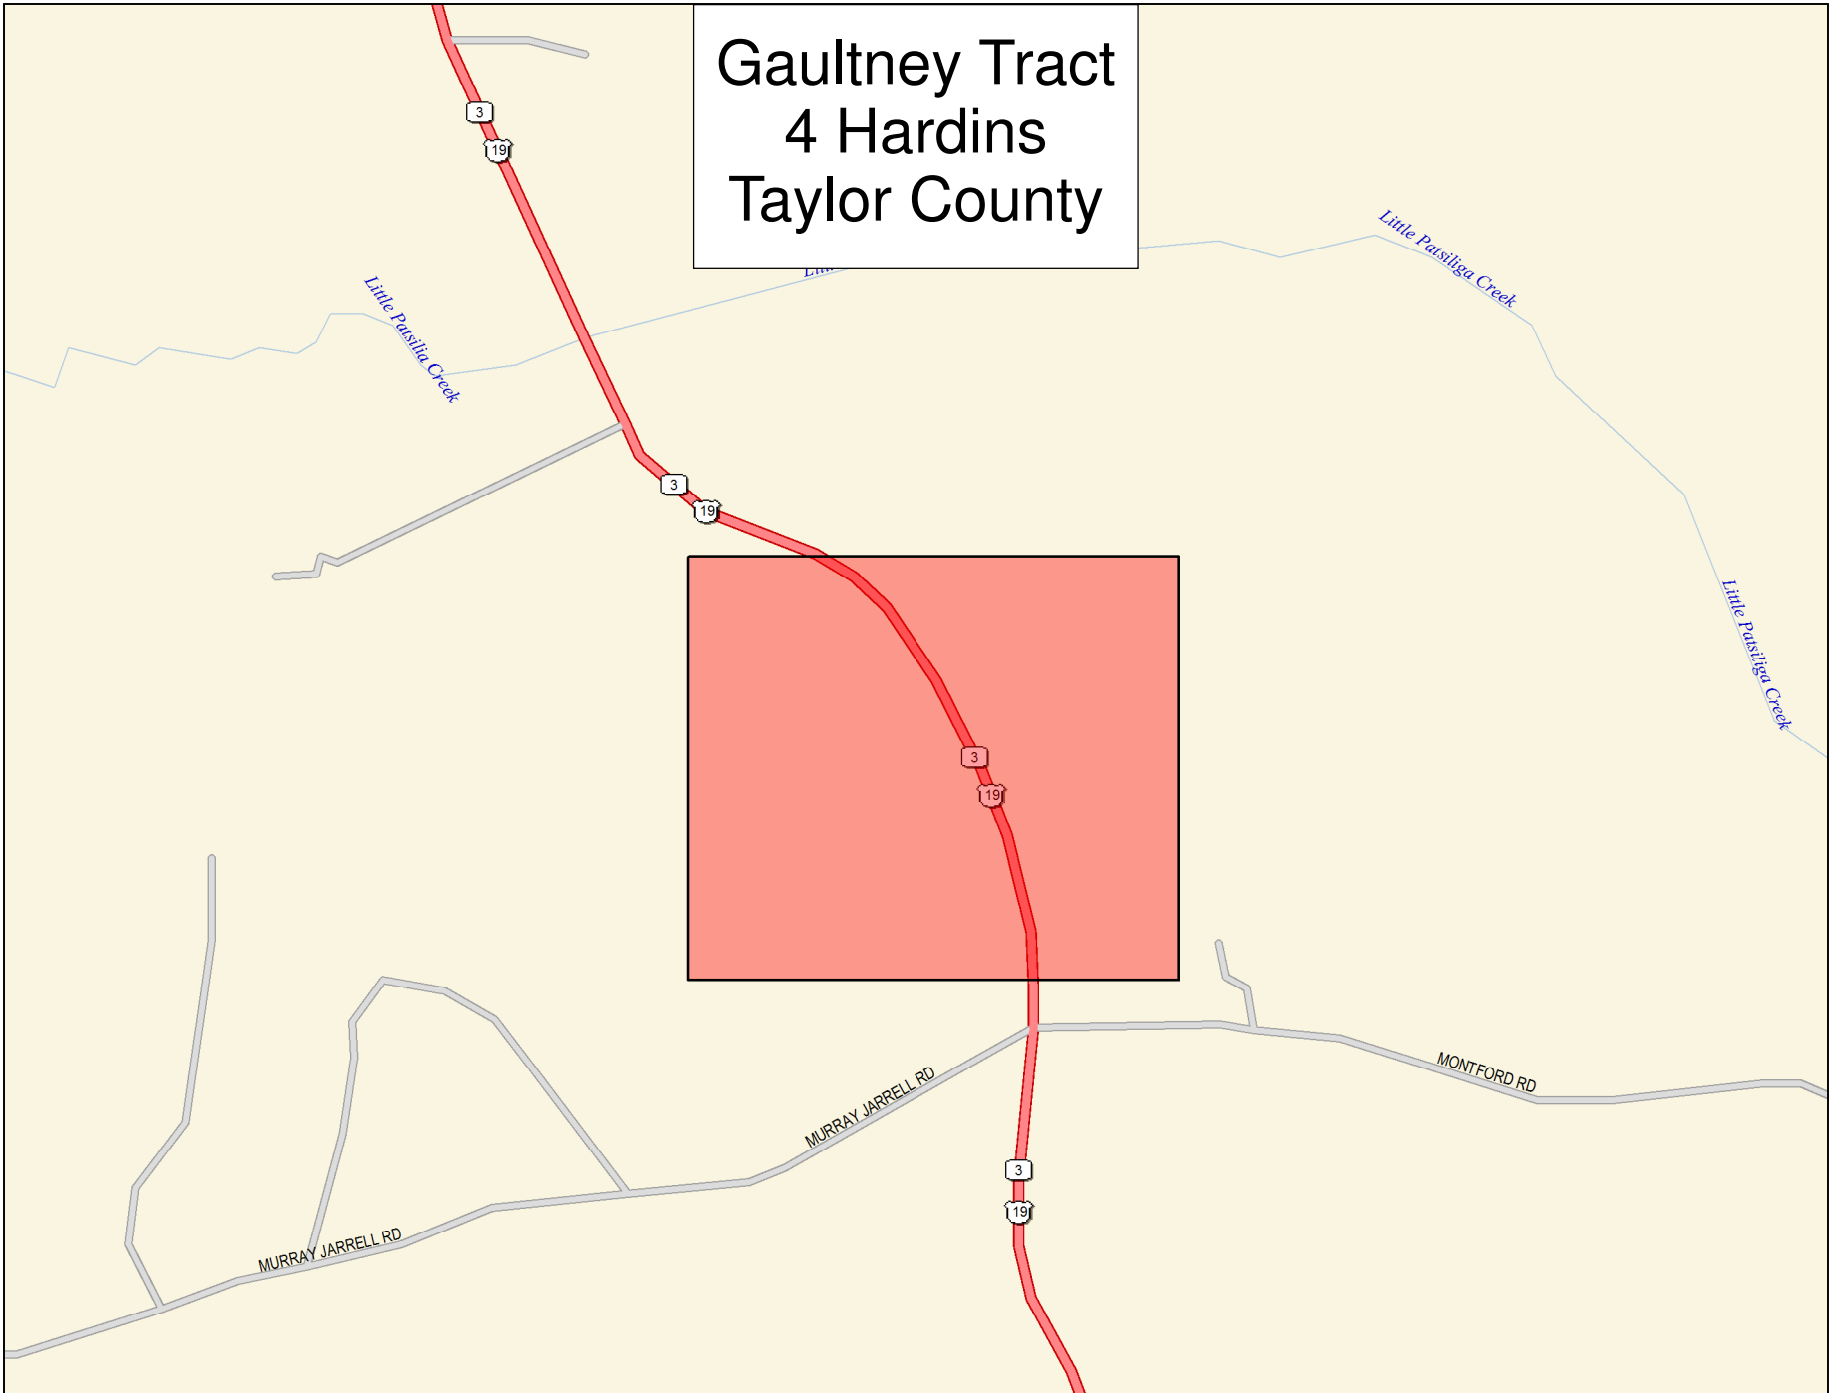 Gaultney Tract
4 Hardins
Taylor County
3
19
Little Patsiliga Creek
Little Patsilia Creek
3
19
Little Patsiliga Creek
3
19
MONTFORD RD
MURRAY JARRELL RD
3
19
MURRAY JARRELL RD